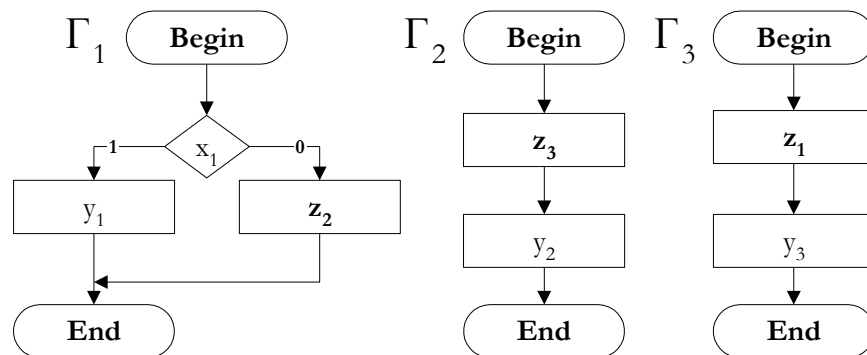 Γ1 Begin Γ2 Begin Γ3 Begin
1 x1 0 z3 z1
y1 z2 y2 y3
End End End